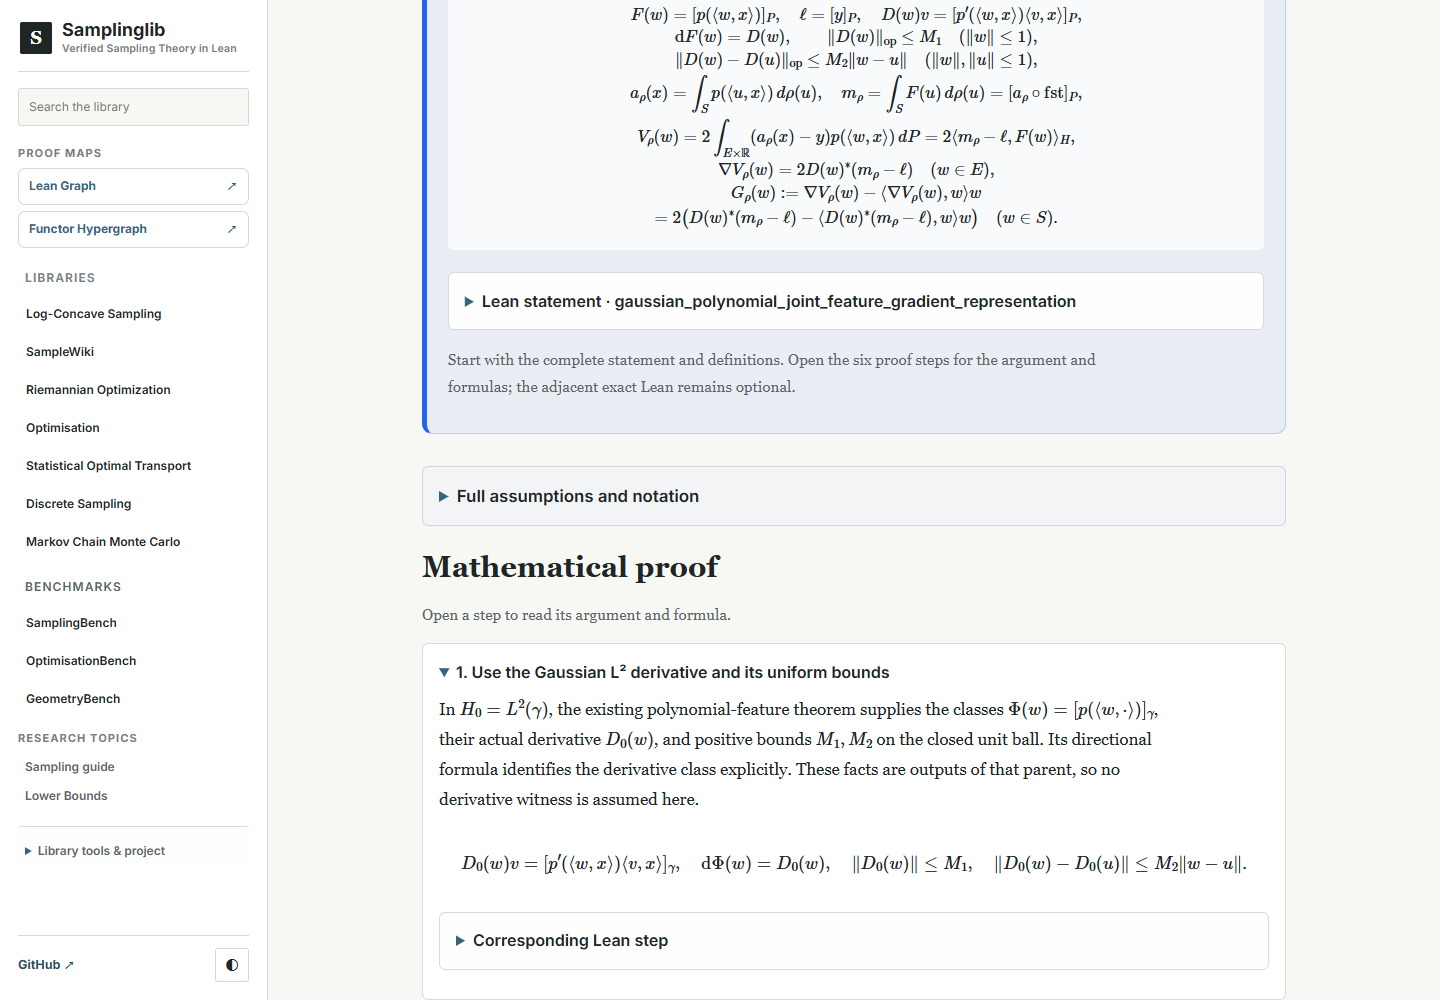 S
Samplinglib
Verified Sampling Theory in Lean
Search the library
PROOF MAPS
Lean Graph ↗
Functor Hypergraph ↗
LIBRARIES
Log-Concave Sampling
SampleWiki
Riemannian Optimization
Optimisation
Statistical Optimal Transport
Discrete Sampling
Markov Chain Monte Carlo
BENCHMARKS
SamplingBench
OptimisationBench
GeometryBench
RESEARCH TOPICS
Sampling guide
Lower Bounds
▶ Library tools & project
GitHub ↗
F(w) = [p(⟨w, x⟩)]_P, ℓ = [y]_P, D(w)v = [p′(⟨w, x⟩)⟨v, x⟩]_P,
dF(w) = D(w), ‖D(w)‖_op ≤ M₁ (‖w‖ ≤ 1),
‖D(w) − D(u)‖_op ≤ M₂‖w − u‖ (‖w‖, ‖u‖ ≤ 1),
a_ρ(x) = ∫_S p(⟨u, x⟩) dρ(u), m_ρ = ∫_S F(u) dρ(u) = [a_ρ ∘ fst]_P,
V_ρ(w) = 2 ∫_{E×ℝ} (a_ρ(x) − y)p(⟨w, x⟩) dP = 2⟨m_ρ − ℓ, F(w)⟩_H,
∇V_ρ(w) = 2D(w)*(m_ρ − ℓ) (w ∈ E),
G_ρ(w) := ∇V_ρ(w) − ⟨∇V_ρ(w), w⟩w
= 2(D(w)*(m_ρ − ℓ) − ⟨D(w)*(m_ρ − ℓ), w⟩w) (w ∈ S).
▶ Lean statement · gaussian_polynomial_joint_feature_gradient_representation
Start with the complete statement and definitions. Open the six proof steps for the argument and
formulas; the adjacent exact Lean remains optional.
▶ Full assumptions and notation
Mathematical proof
Open a step to read its argument and formula.
▼ 1. Use the Gaussian L² derivative and its uniform bounds
In H₀ = L²(γ), the existing polynomial-feature theorem supplies the classes Φ(w) = [p(⟨w, ·⟩)]_γ,
their actual derivative D₀(w), and positive bounds M₁, M₂ on the closed unit ball. Its directional
formula identifies the derivative class explicitly. These facts are outputs of that parent, so no
derivative witness is assumed here.
D₀(w)v = [p′(⟨w, x⟩)⟨v, x⟩]_γ, dΦ(w) = D₀(w), ‖D₀(w)‖ ≤ M₁, ‖D₀(w) − D₀(u)‖ ≤ M₂‖w − u‖.
▶ Corresponding Lean step